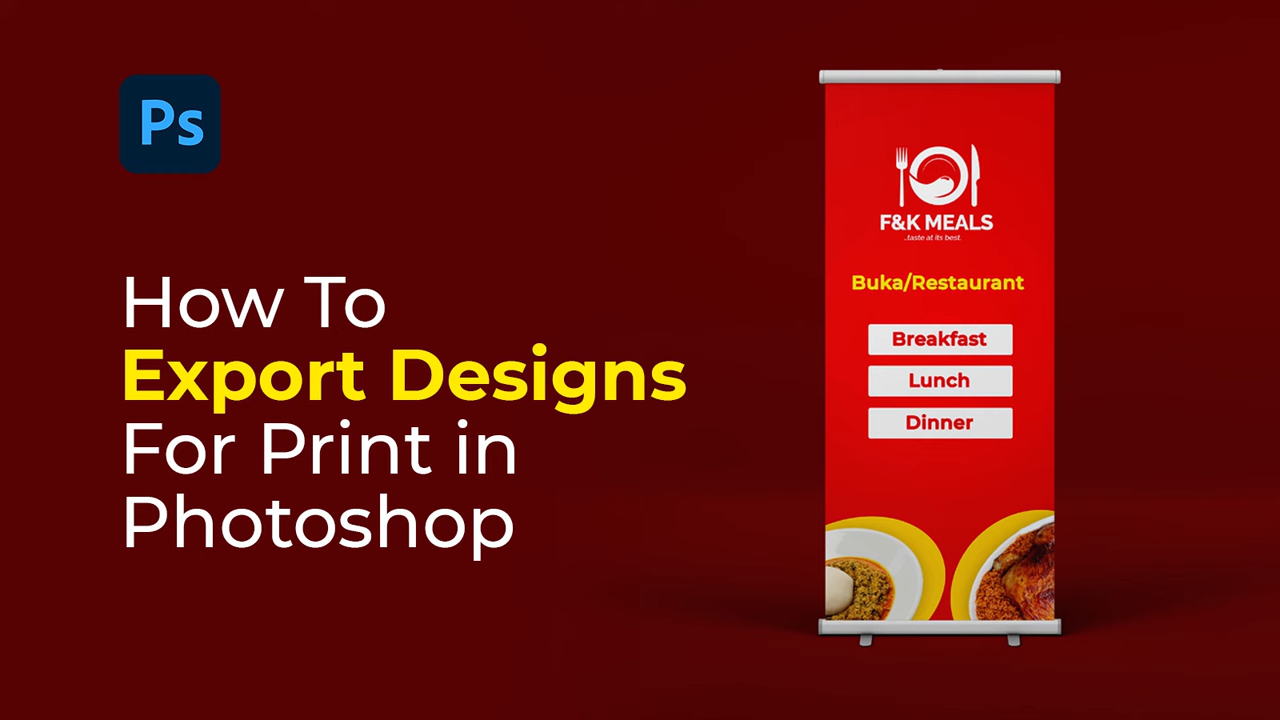 Ps
How To
Export Designs
For Print in
Photoshop
F&K MEALS
..taste at its best.
Buka/Restaurant
Breakfast
Lunch
Dinner